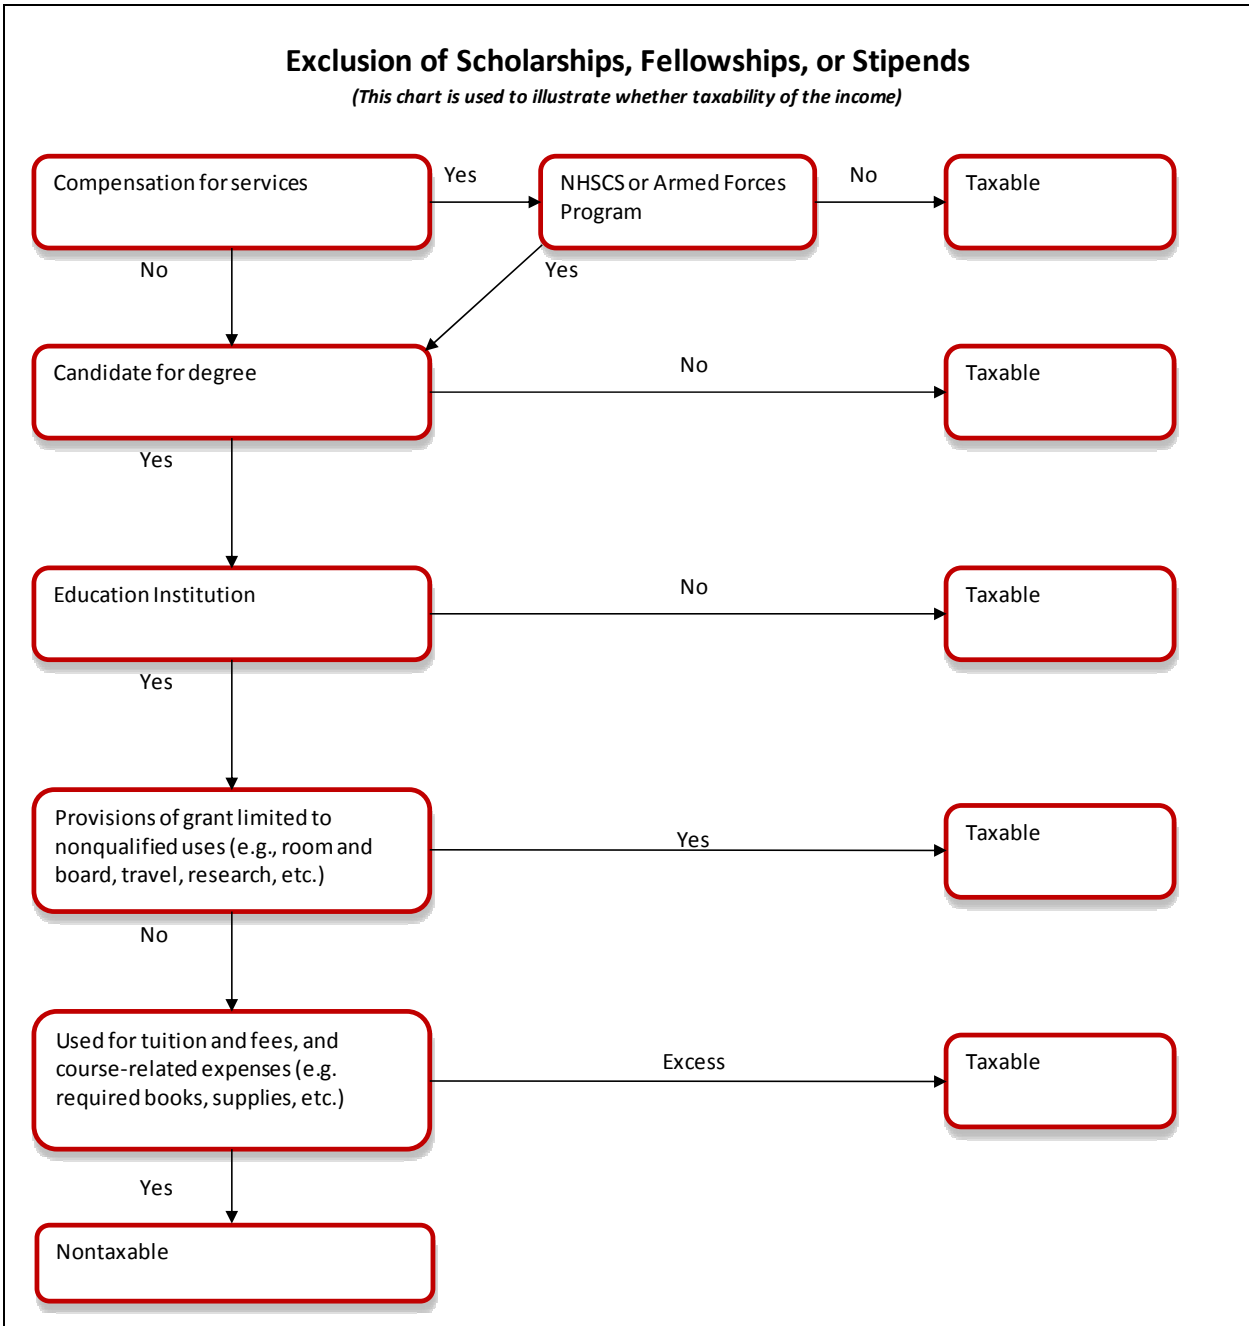 Exclusion of Scholarships, Fellowships, or Stipends
(This chart is used to illustrate whether taxability of the income)
Compensation for services
Yes
NHSCS or Armed Forces
Program
No
Taxable
No
Yes
Candidate for degree
No
Taxable
Yes
Education Institution
No
Taxable
Yes
Provisions of grant limited to
nonqualified uses (e.g., room and
board, travel, research, etc.)
Yes
Taxable
No
Used for tuition and fees, and
course-related expenses (e.g.
required books, supplies, etc.)
Excess
Taxable
Yes
Nontaxable